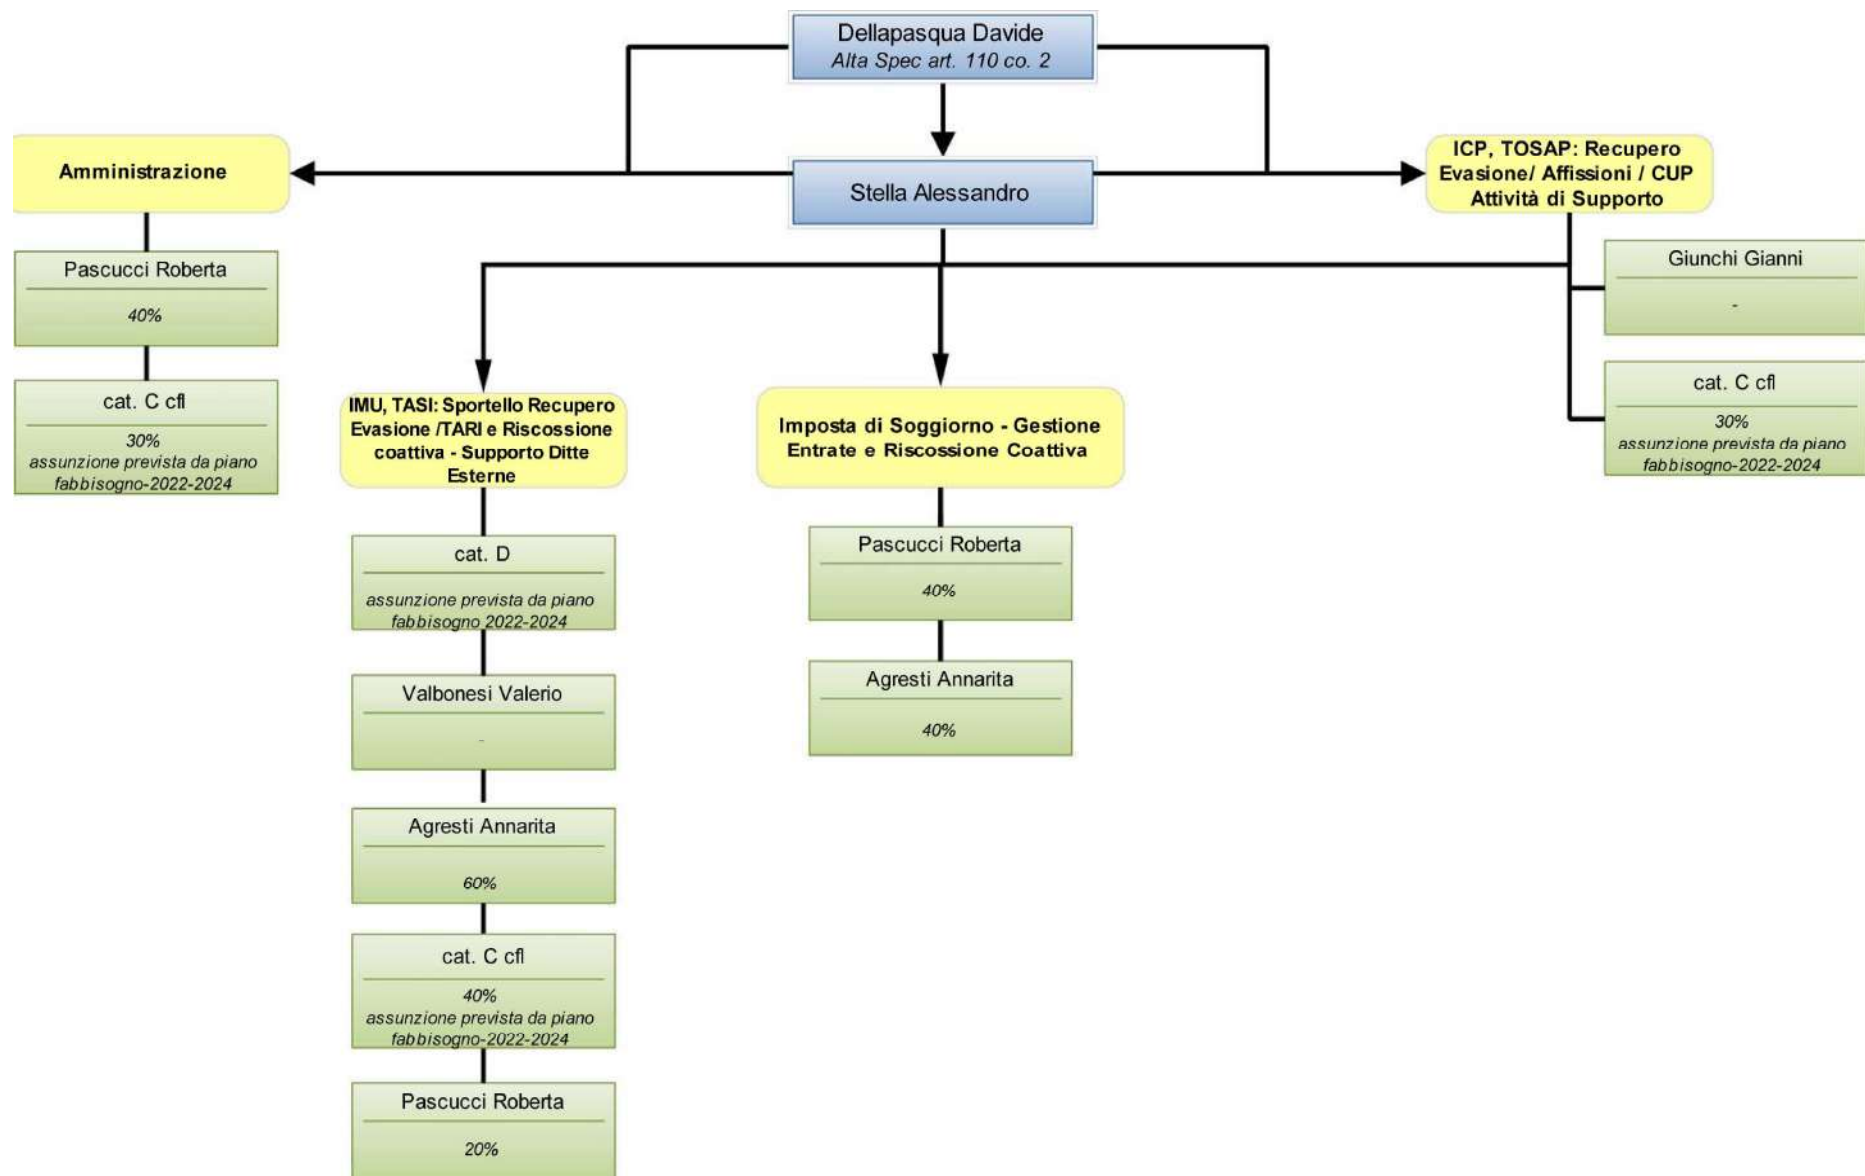 Dellapasqua Davide
Alta Spec art. 110 co. 2
Stella Alessandro
Amministrazione
Pascucci Roberta
40%
cat. C cfl
30%
assunzione prevista da piano
fabbisogno-2022-2024
IMU, TASI: Sportello Recupero
Evasione /TARI e Riscossione
coattiva - Supporto Ditte
Esterne
cat. D
assunzione prevista da piano
fabbisogno 2022-2024
Valbonesi Valerio
-
Agresti Annarita
60%
cat. C cfl
40%
assunzione prevista da piano
fabbisogno-2022-2024
Pascucci Roberta
20%
Imposta di Soggiorno - Gestione
Entrate e Riscossione Coattiva
Pascucci Roberta
40%
Agresti Annarita
40%
ICP, TOSAP: Recupero
Evasione/ Affissioni / CUP
Attività di Supporto
Giunchi Gianni
-
cat. C cfl
30%
assunzione prevista da piano
fabbisogno-2022-2024